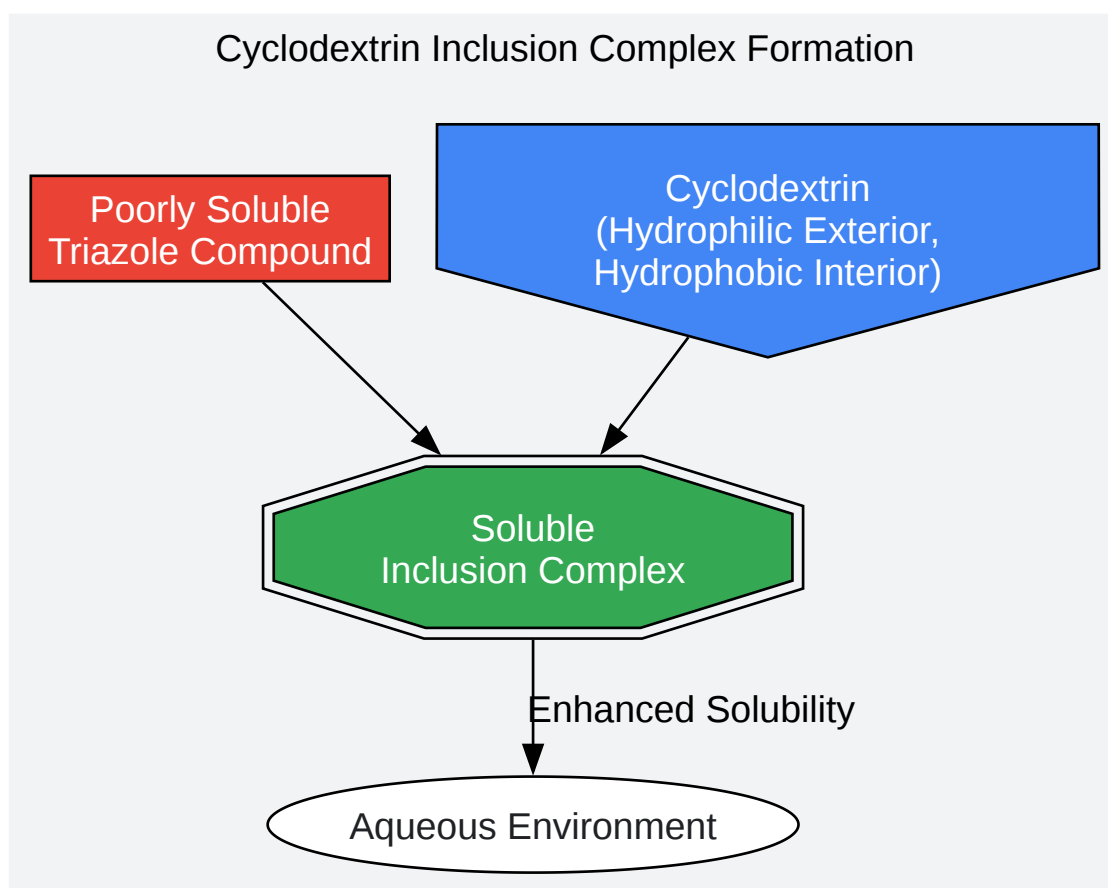 Cyclodextrin Inclusion Complex Formation
Poorly Soluble
Triazole Compound
Cyclodextrin
(Hydrophilic Exterior,
Hydrophobic Interior)
Soluble
Inclusion Complex
Enhanced Solubility
Aqueous Environment